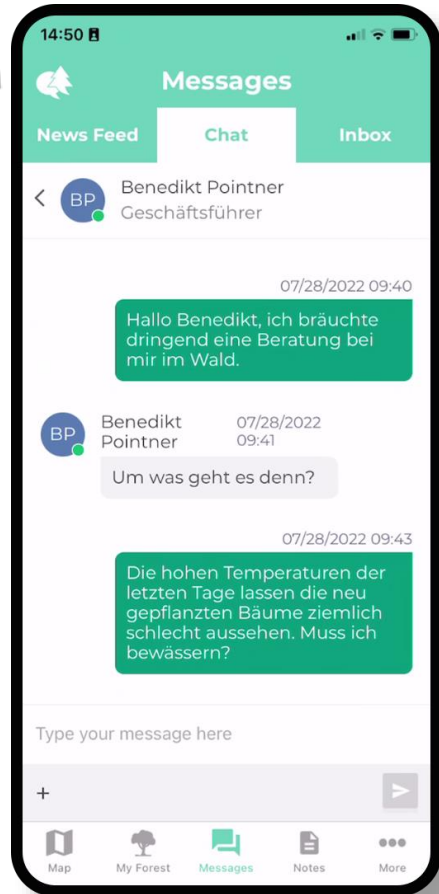 14:50
Messages
News Feed Chat Inbox
BP
Benedikt Pointner
Geschäftsführer
07/28/2022 09:40
Hallo Benedikt, ich bräuchte
dringend eine Beratung bei
mir im Wald.
BP
Benedikt
Pointner
07/28/2022
09:41
Um was geht es denn?
07/28/2022 09:43
Die hohen Temperaturen der
letzten Tage lassen die neu
gepflanzten Bäume ziemlich
schlecht aussehen. Muss ich
bewässern?
Type your message here
+
Map My Forest Messages Notes More